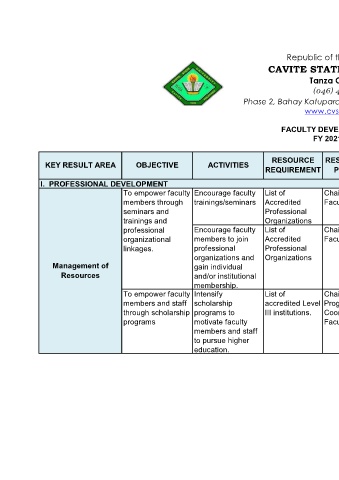 Republic of
CAVITE STAT
Tanza
(046) 4
Phase 2, Bahay Katuparan
www.cvs
FACULTY DEVE
FY 202
KEY RESULT AREA
OBJECTIVE
ACTIVITIES
RESOURCE
REQUIREMENT
RES
P
I. PROFESSIONAL DEVELOPMENT
Management of
Resources
To empower faculty
members through
seminars and
trainings and
professional
organizational
linkages.
Encourage faculty
trainings/seminars
List of
Accredited
Professional
Organizations
Chai
Facu
Encourage faculty
members to join
professional
organizations and
gain individual
and/or institutional
membership.
List of
Accredited
Professional
Organizations
Chai
Facu
To empower faculty
members and staff
through scholarship
programs
Intensify
scholarship
programs to
motivate faculty
members and staff
to pursue higher
education.
List of
accredited Level
III institutions.
Chai
Prog
Coor
Facu